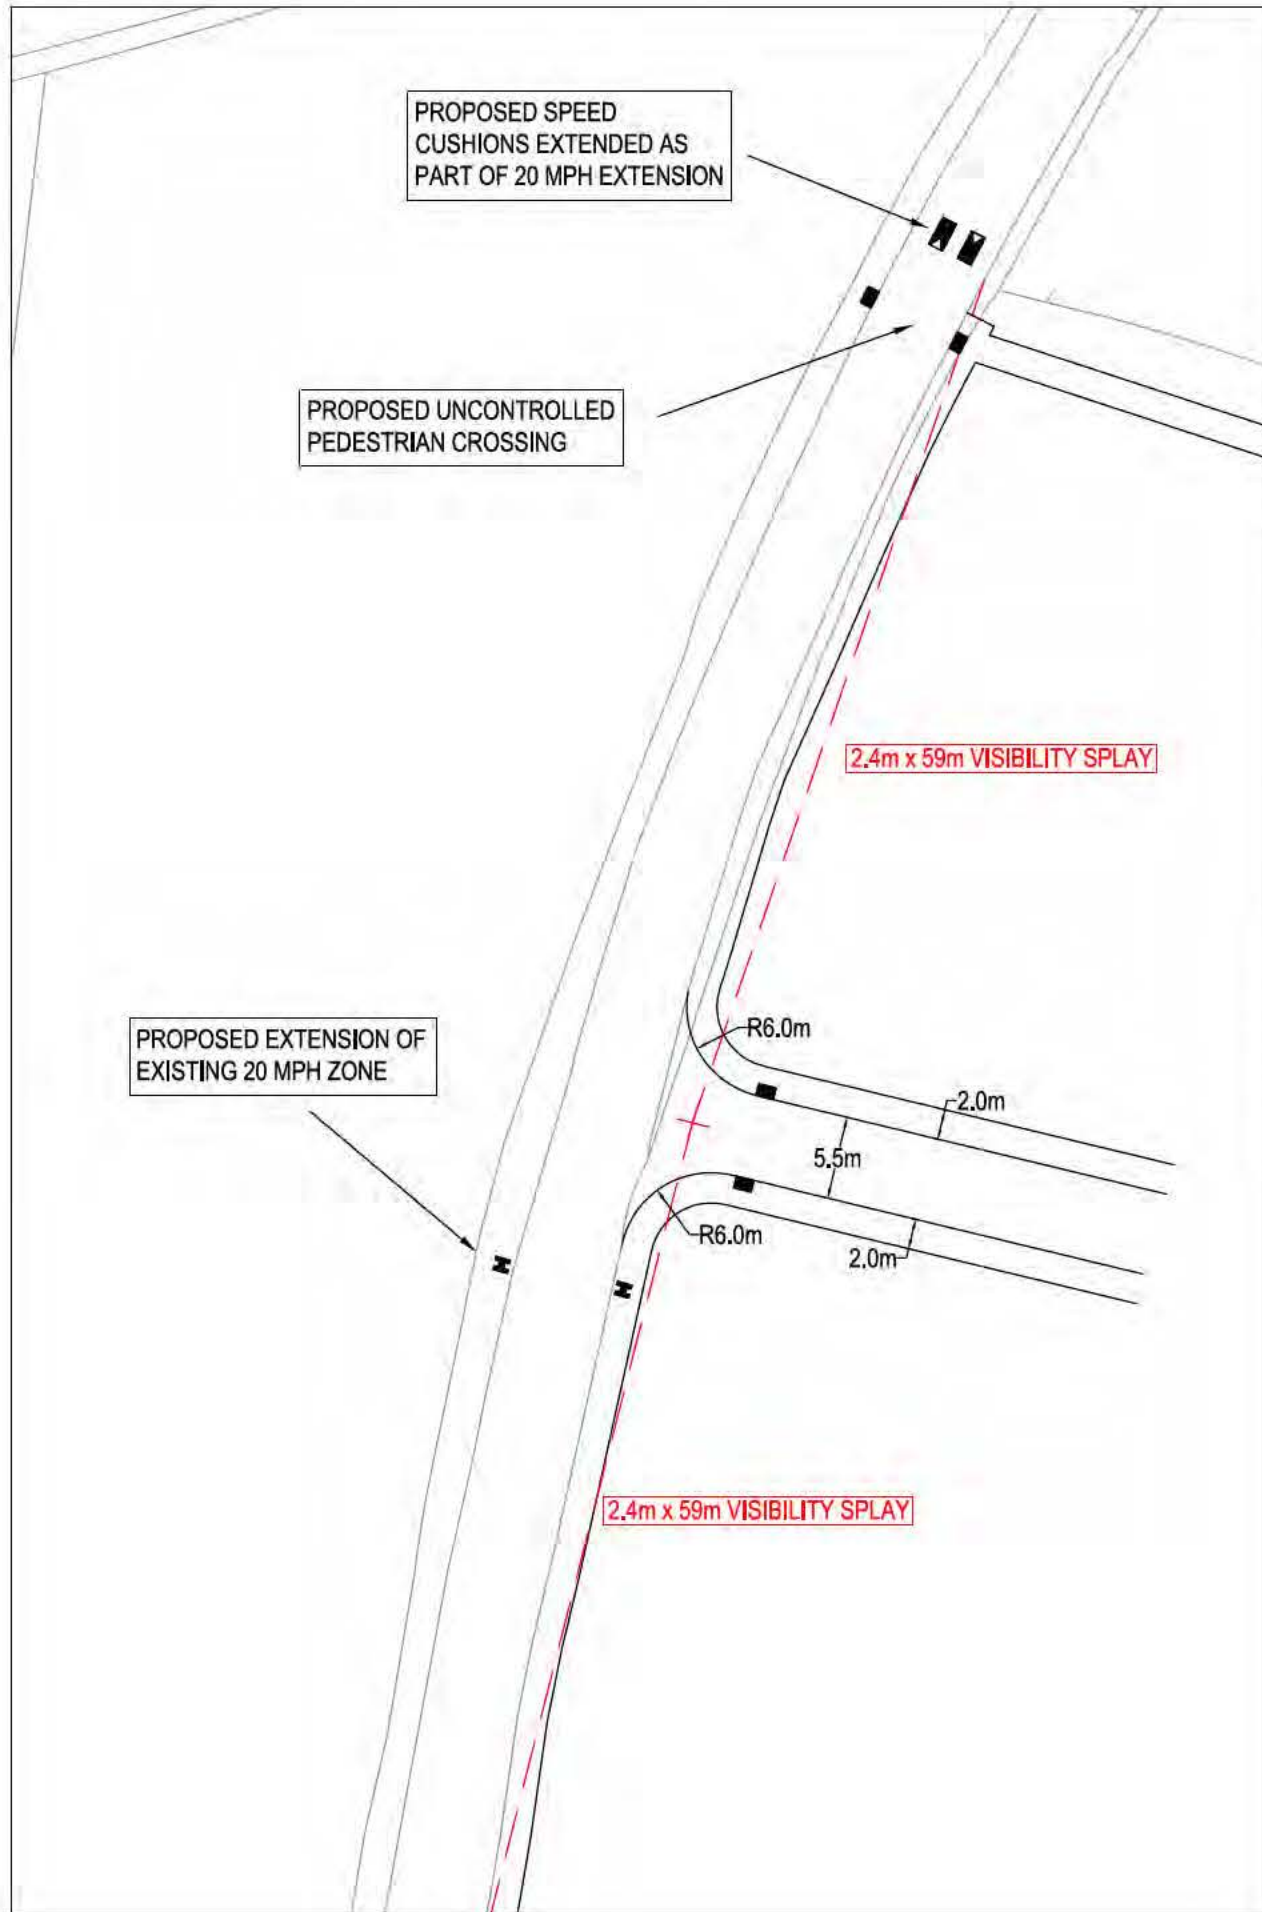 PROPOSED SPEED
CUSHIONS EXTENDED AS
PART OF 20 MPH EXTENSION
PROPOSED UNCONTROLLED
PEDESTRIAN CROSSING
2.4m x 59m VISIBILITY SPLAY
PROPOSED EXTENSION OF
EXISTING 20 MPH ZONE
R6.0m
2.0m
5.5m
R6.0m
2.0m
2.4m x 59m VISIBILITY SPLAY